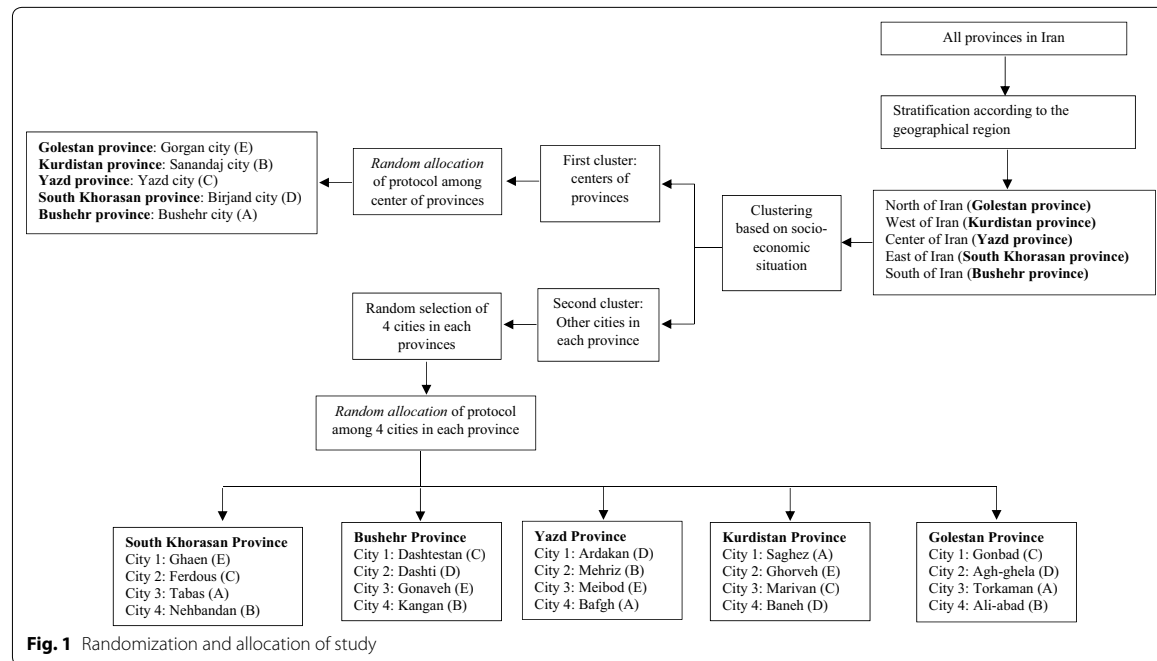 All provinces in Iran
Stratification according to the
geographical region
North of Iran (Golestan province)
West of Iran (Kurdistan province)
Center of Iran (Yazd province)
East of Iran (South Khorasan province)
South of Iran (Bushehr province)
Clustering
based on socio-
economic
situation
First cluster:
centers of
provinces
Random allocation
of protocol among
center of provinces
Golestan province: Gorgan city (E)
Kurdistan province: Sanandaj city (B)
Yazd province: Yazd city (C)
South Khorasan province: Birjand city (D)
Bushehr province: Bushehr city (A)
Second cluster:
Other cities in
each province
Random selection of
4 cities in each
provinces
Random allocation of protocol
among 4 cities in each province
South Khorasan Province
City 1: Ghaen (E)
City 2: Ferdous (C)
City 3: Tabas (A)
City 4: Nehbandan (B)
Bushehr Province
City 1: Dashtestan (C)
City 2: Dashti (D)
City 3: Gonaveh (E)
City 4: Kangan (B)
Yazd Province
City 1: Ardakan (D)
City 2: Mehriz (B)
City 3: Meibod (E)
City 4: Bafgh (A)
Kurdistan Province
City 1: Saghez (A)
City 2: Ghorveh (E)
City 3: Marivan (C)
City 4: Baneh (D)
Golestan Province
City 1: Gonbad (C)
City 2: Agh-ghela (D)
City 3: Torkaman (A)
City 4: Ali-abad (B)
Fig. 1 Randomization and allocation of study